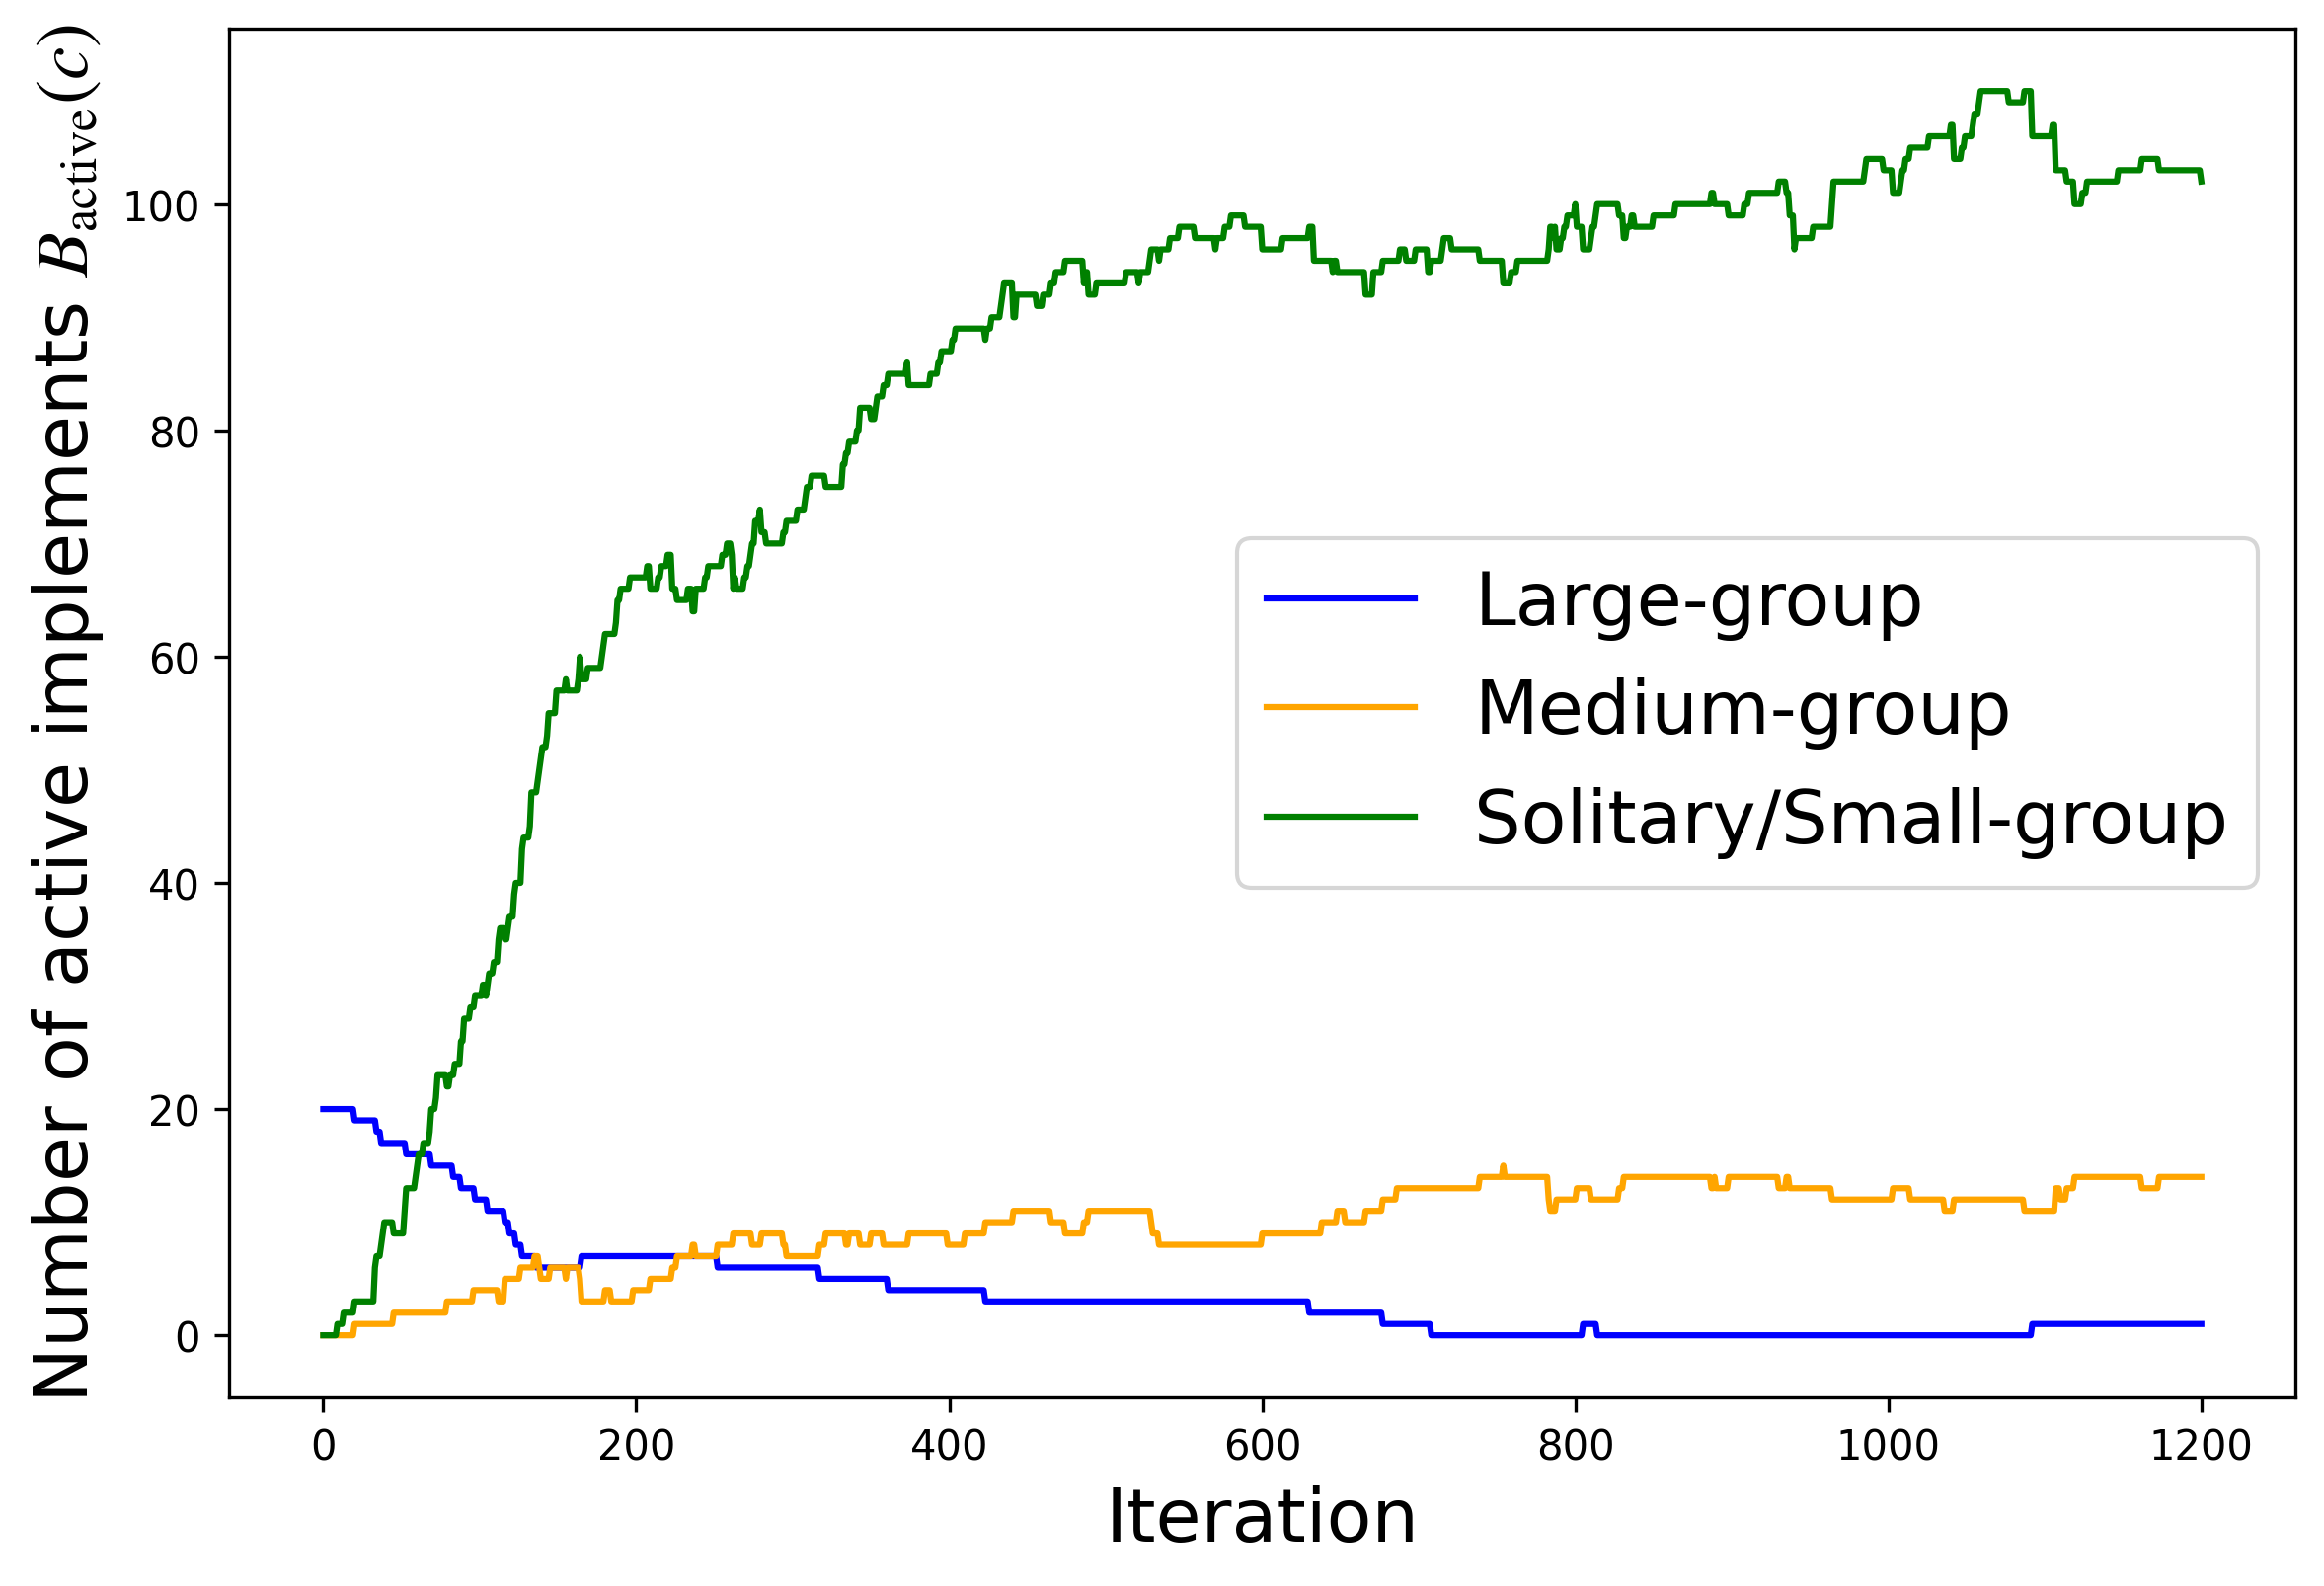 Number of active implements B_active(c)
100
80
60
40
20
0
Large-group
Medium-group
Solitary/Small-group
0 200 400 600 800 1000 1200
Iteration